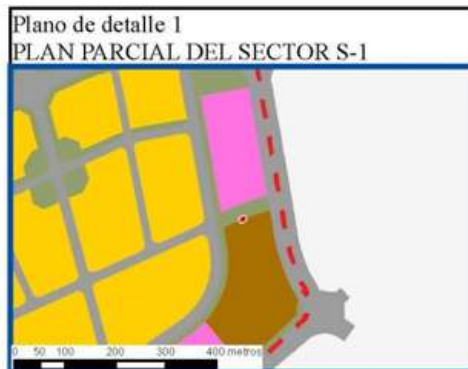 Plano de detalle 1
PLAN PARCIAL DEL SECTOR S-1
0 50 100 200 300 400 metros